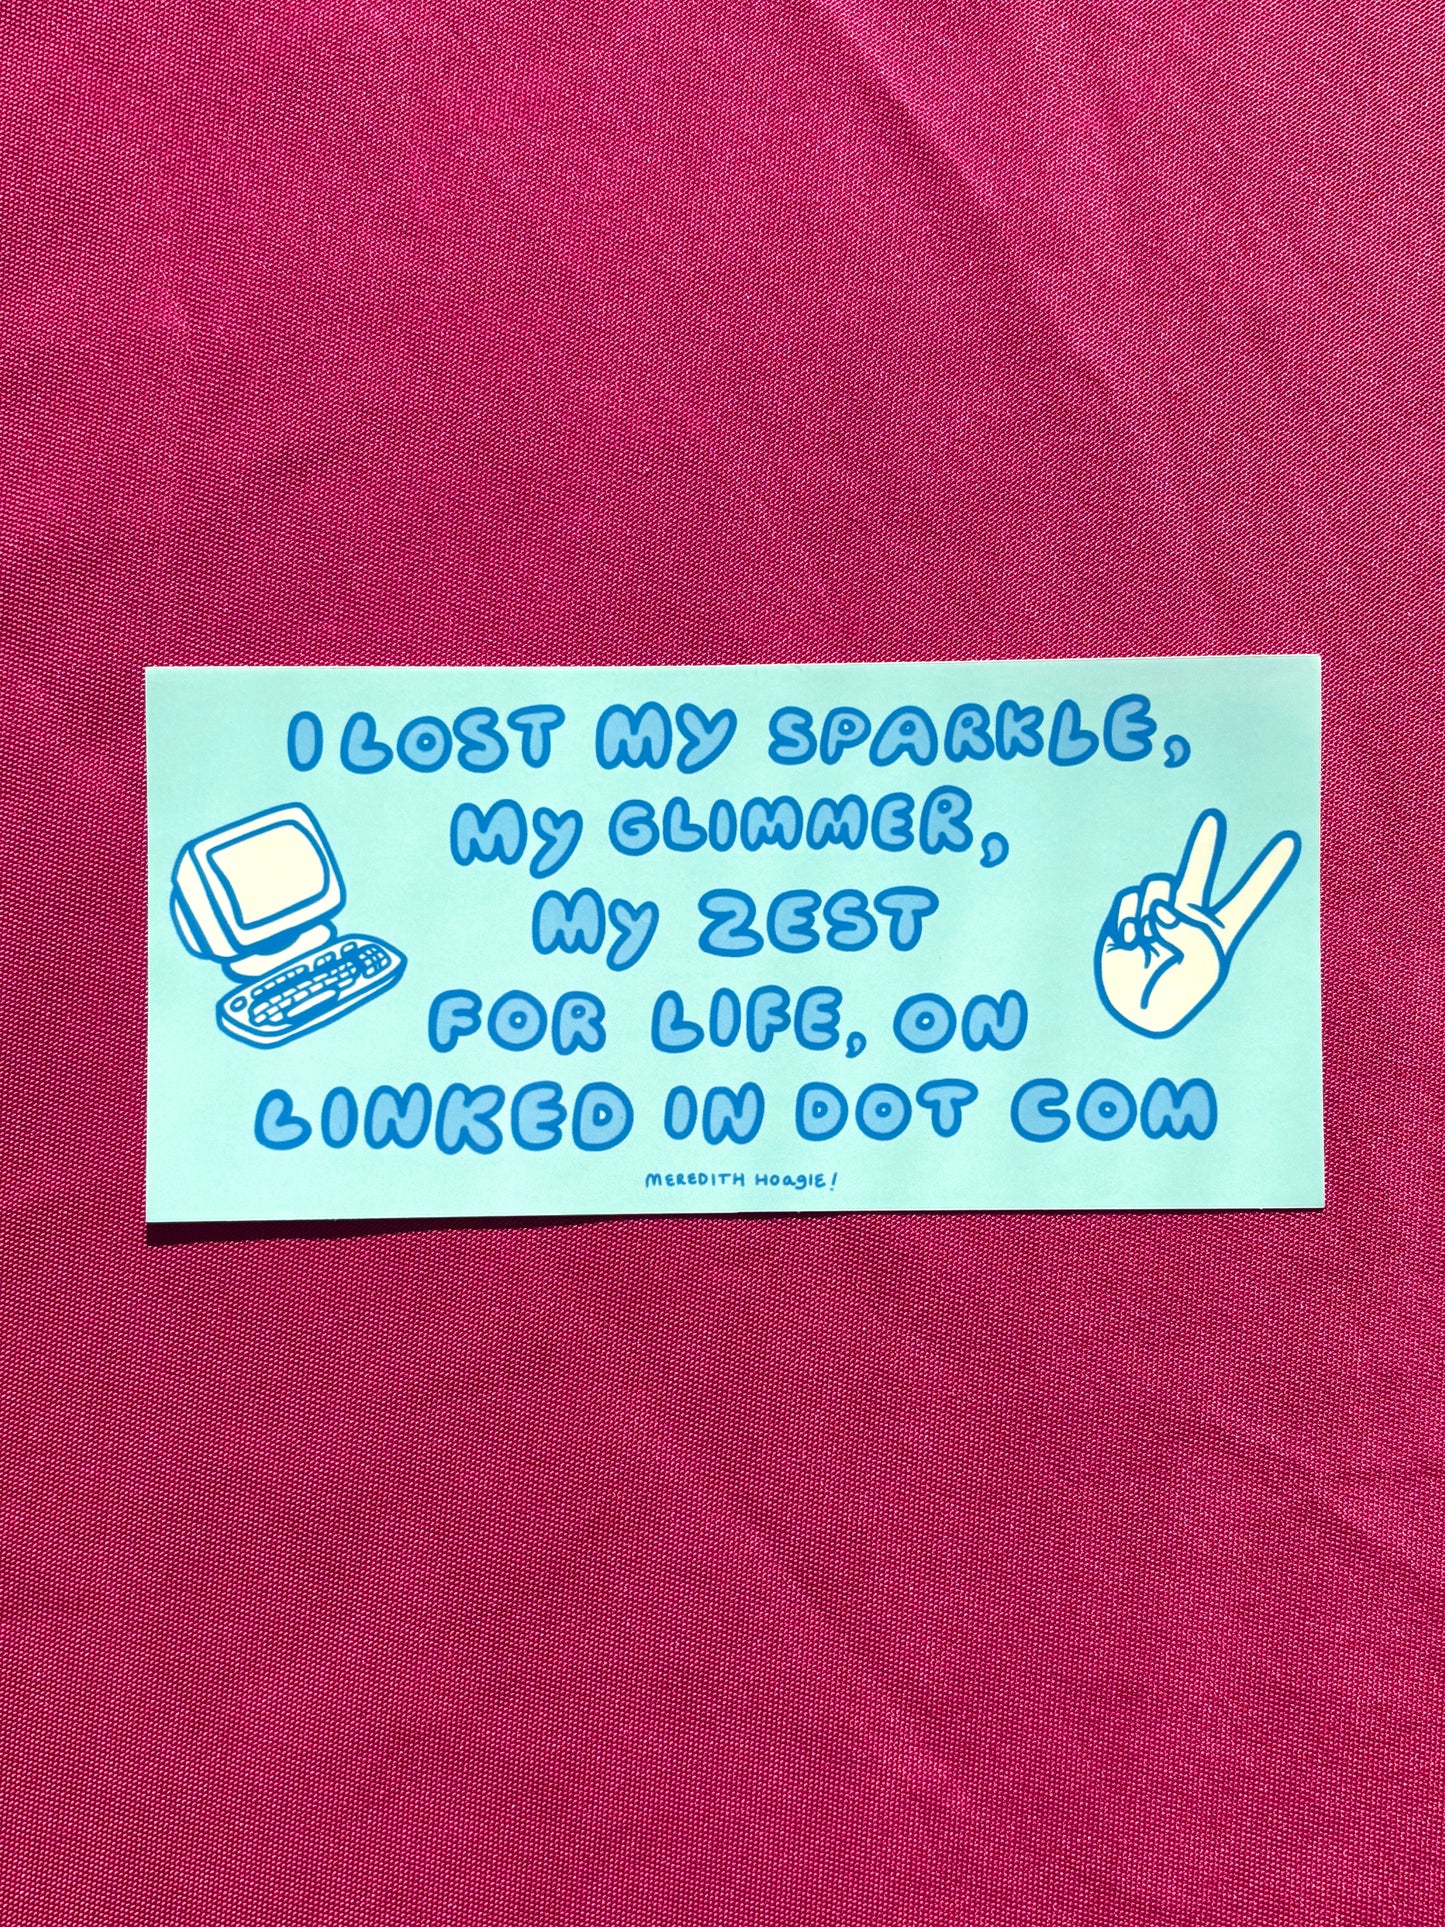 I LOST MY SPARKLE,
MY GLIMMER,
MY ZEST
FOR LIFE, ON
LINKED IN DOT COM
MEREDITH HOAGIE!